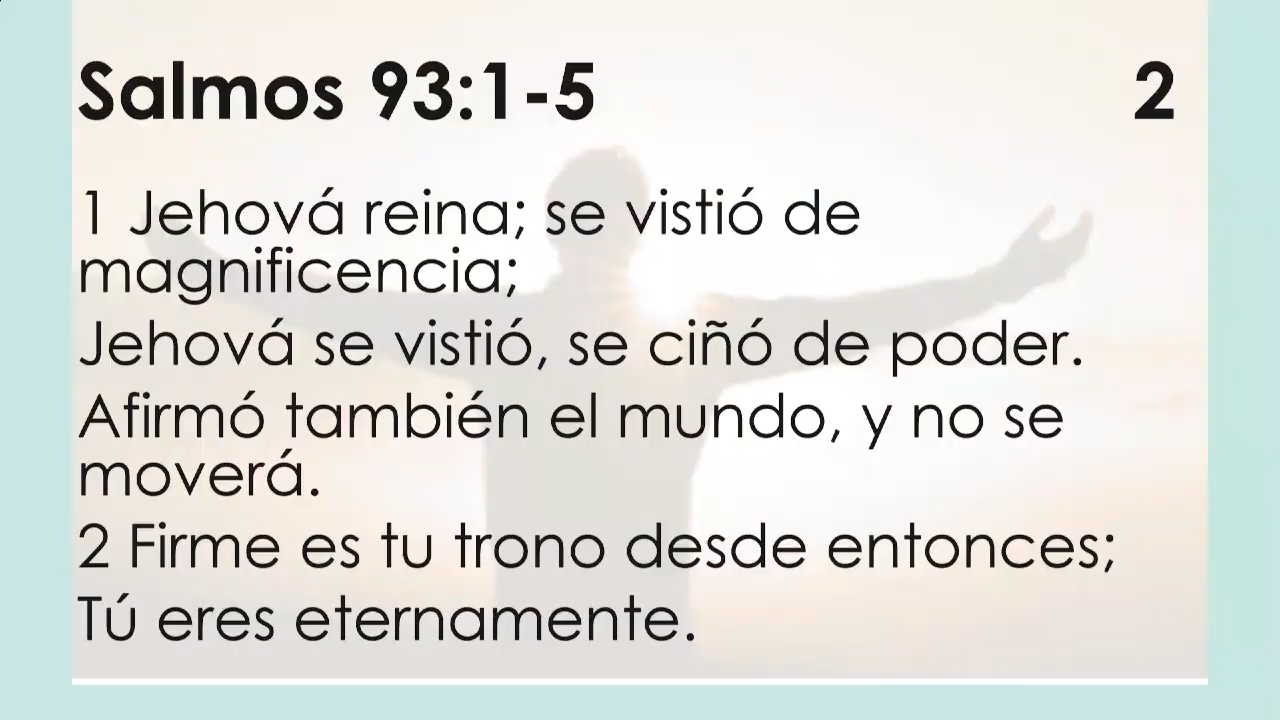 Salmos 93:1-5 2
1 Jehová reina; se vistió de
magnificencia;
Jehová se vistió, se ciñó de poder.
Afirmó también el mundo, y no se
moverá.
2 Firme es tu trono desde entonces;
Tú eres eternamente.